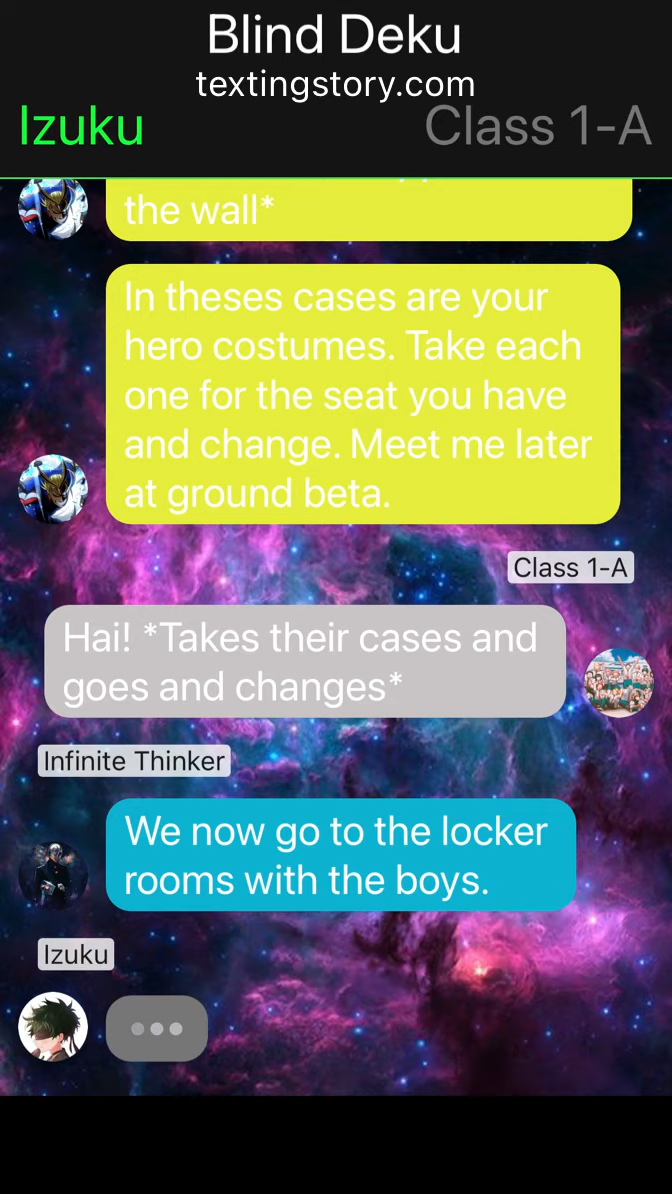 Blind Deku
textingstory.com
Izuku
Class 1-A
the wall*
In theses cases are your
hero costumes. Take each
one for the seat you have
and change. Meet me later
at ground beta.
Class 1-A
Hai! *Takes their cases and
goes and changes*
Infinite Thinker
We now go to the locker
rooms with the boys.
Izuku